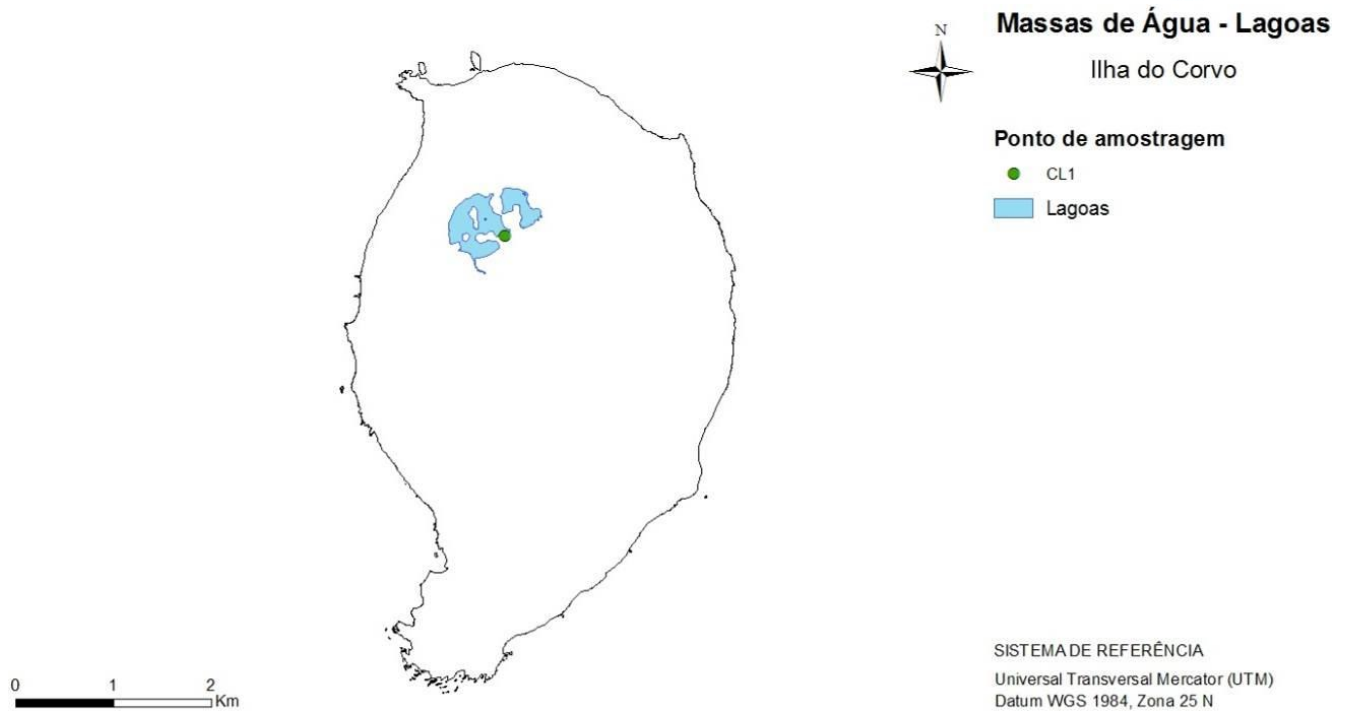 Massas de Água - Lagoas
Ilha do Corvo
N
Ponto de amostragem
CL1
Lagoas
SISTEMA DE REFERÊNCIA
Universal Transversal Mercator (UTM)
Datum WGS 1984, Zona 25 N
0 1 2
Km